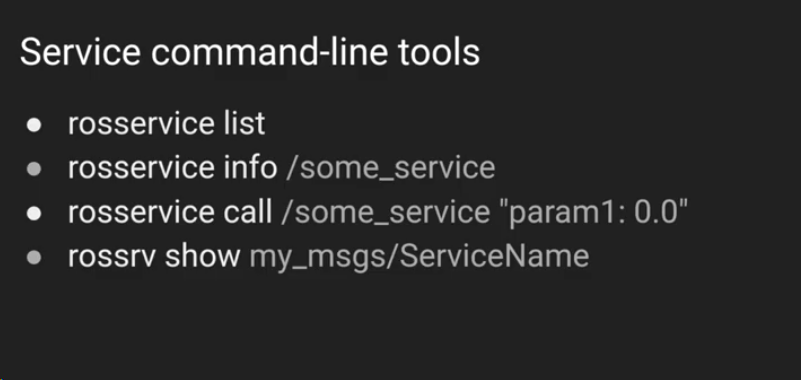 Service command-line tools
● rosservice list
● rosservice info /some_service
● rosservice call /some_service "param1: 0.0"
● rossrv show my_msgs/ServiceName